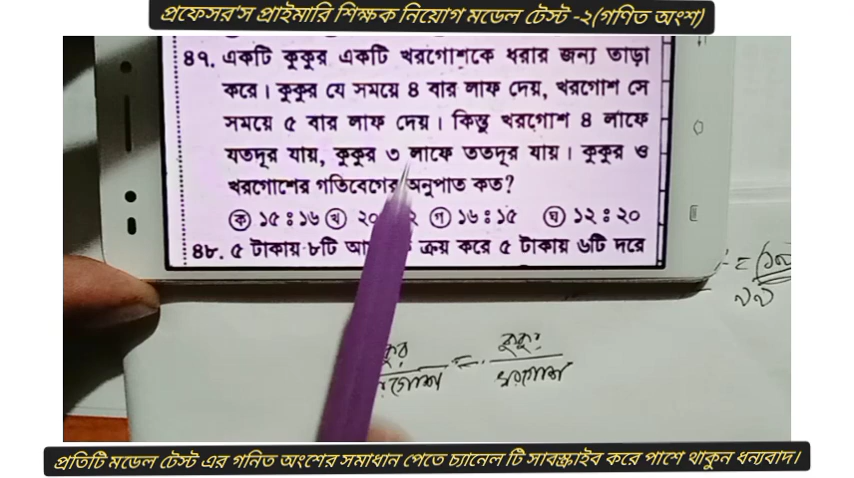 প্রফেসর'স প্রাইমারি শিক্ষক নিয়োগ মডেল টেস্ট -২(গণিত অংশ)
৪৭. একটি কুকুর একটি খরগোশকে ধরার জন্য তাড়া
করে। কুকুর যে সময়ে ৪ বার লাফ দেয়, খরগোশ সে
সময়ে ৫ বার লাফ দেয়। কিন্তু খরগোশ ৪ লাফে
যতদূর যায়, কুকুর ৩ লাফে ততদূর যায়। কুকুর ও
খরগোশের গতিবেগের অনুপাত কত?
ক ১৫ : ১৬ খ ২০ ২ গ ১৬ : ১৫ ঘ ১২ : ২০
৪৮. ৫ টাকায় ৮টি ক্রয় করে ৫ টাকায় ৬টি দরে
= কুকুর
খরগোশ
প্রতিটি মডেল টেস্ট এর গনিত অংশের সমাধান পেতে চ্যানেল টি সাবস্ক্রাইব করে পাশে থাকুন ধন্যবাদ।